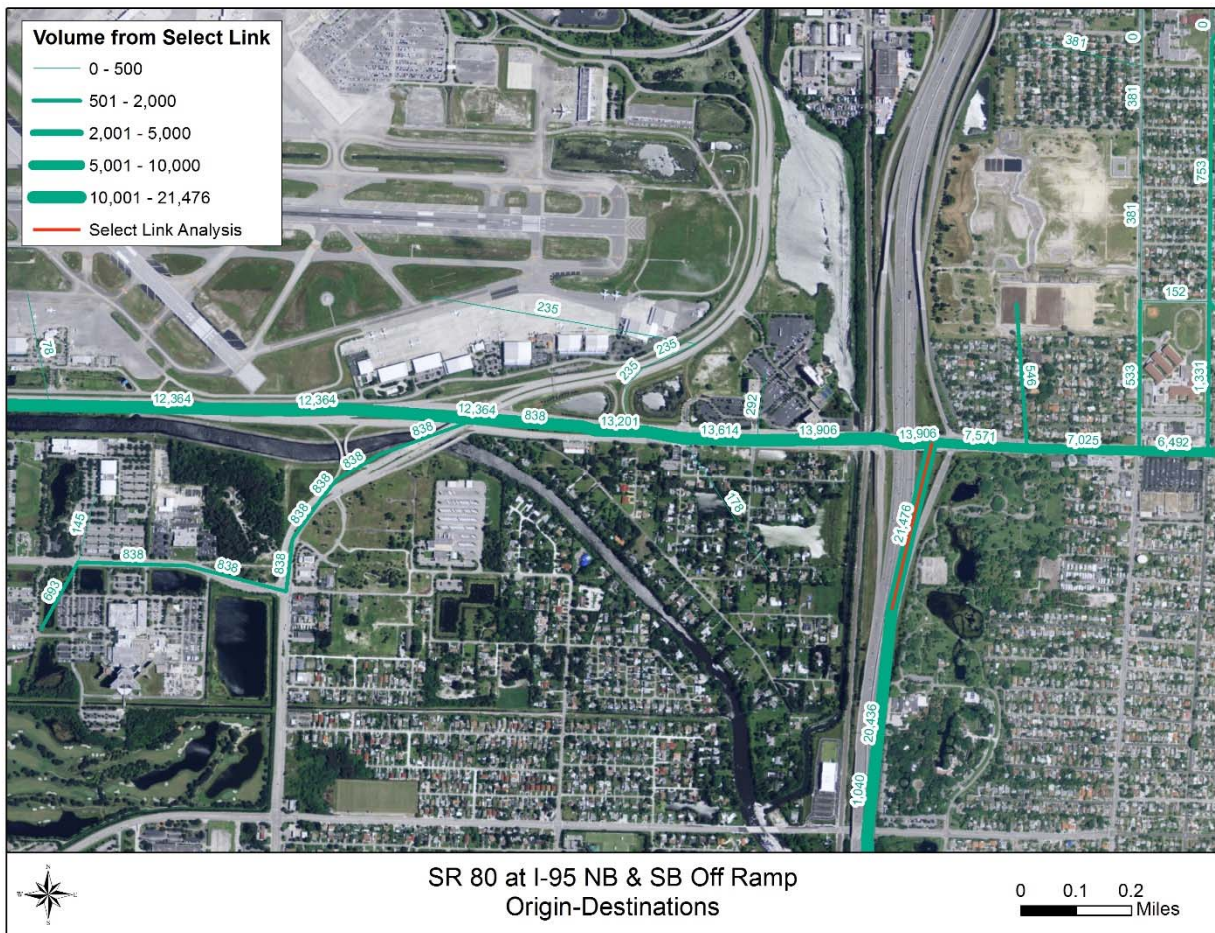 Volume from Select Link
0 - 500
501 - 2,000
2,001 - 5,000
5,001 - 10,000
10,001 - 21,476
Select Link Analysis
381
0
0
381
753
381
152
235
235
235
78
546
533
1,331
292
12,364
12,364
12,364
838
13,201
13,614
13,906
13,906
7,571
7,025
6,492
838
838
838
838
838
145
838
838
693
178
21,476
20,436
1,040
N
W
E
S
SR 80 at I-95 NB & SB Off Ramp
Origin-Destinations
0 0.1 0.2
Miles